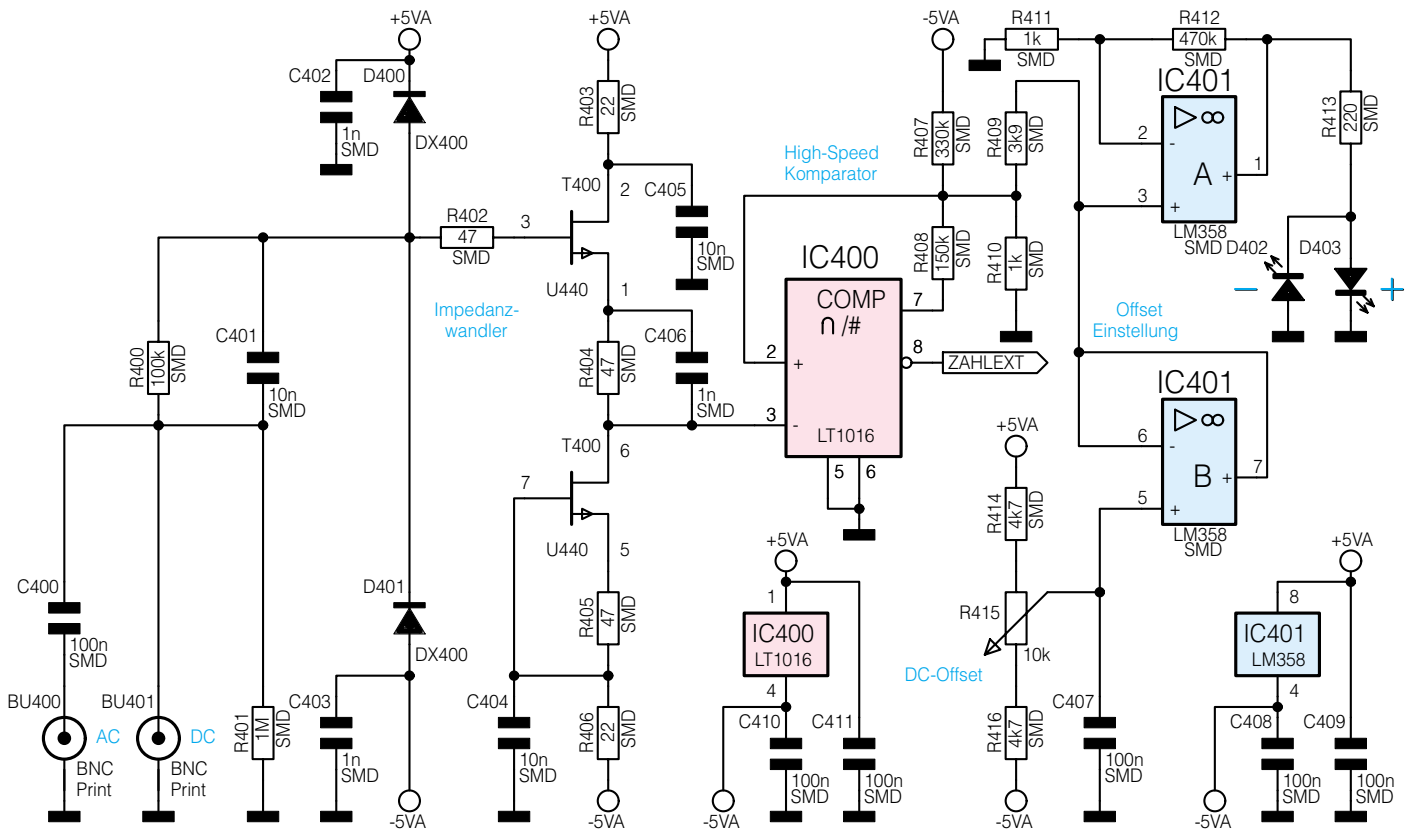 +5VA
+5VA
-5VA
R411
1k
SMD
R412
470k
SMD
C402
1n
SMD
D400
DX400
R403
22
SMD
R407
330k
SMD
R409
3k9
SMD
IC401
2
-
A
+
1
3
+
LM358
SMD
R413
220
SMD
High-Speed
Komparator
T400
2
C405
10n
SMD
R402
47
SMD
3
U440
1
Impedanz-
wandler
R408
150k
SMD
R410
1k
SMD
IC400
COMP
∩ /#
7
2
+
8
ZAHLEXT
3
-
LT1016
5
6
D402
D403
−
+
Offset
Einstellung
C401
10n
SMD
R400
100k
SMD
R404
47
SMD
C406
1n
SMD
IC401
6
-
B
+
7
5
+
LM358
SMD
T400
6
7
U440
5
+5VA
R414
4k7
SMD
C400
100n
SMD
D401
DX400
R405
47
SMD
+5VA
1
IC400
LT1016
4
R415
10k
DC-Offset
+5VA
8
IC401
LM358
4
BU400
AC
BNC
Print
BU401
DC
BNC
Print
R401
1M
SMD
C403
1n
SMD
C404
10n
SMD
R406
22
SMD
C410
100n
SMD
C411
100n
SMD
R416
4k7
SMD
C407
100n
SMD
C408
100n
SMD
C409
100n
SMD
-5VA
-5VA
-5VA
-5VA
-5VA